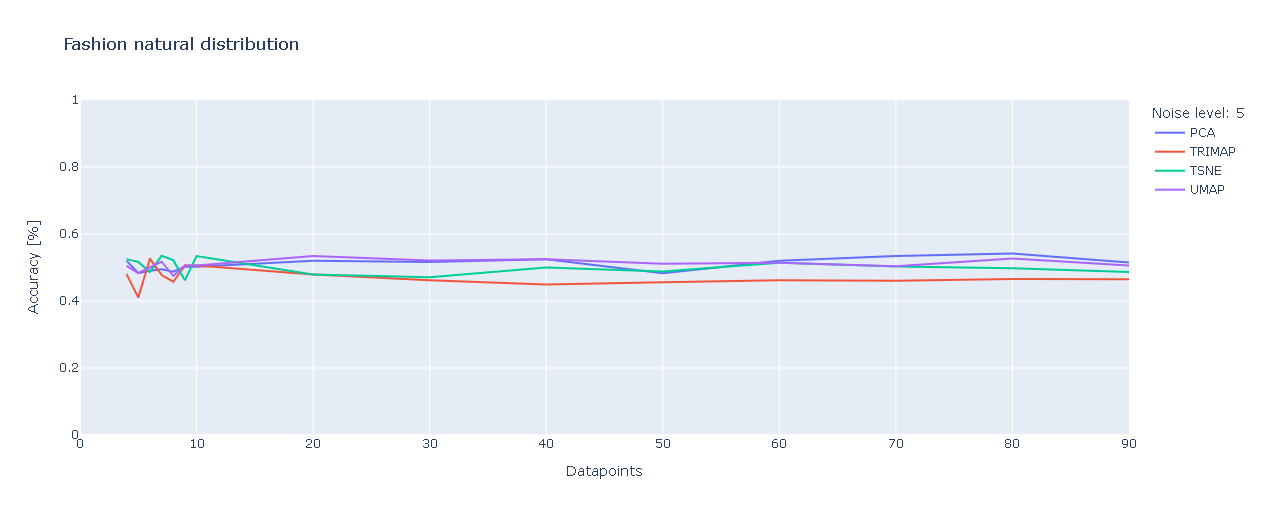 Fashion natural distribution
Noise level: 5
PCA
TRIMAP
TSNE
UMAP
Accuracy [%]
1
0.8
0.6
0.4
0.2
0
0 10 20 30 40 50 60 70 80 90
Datapoints